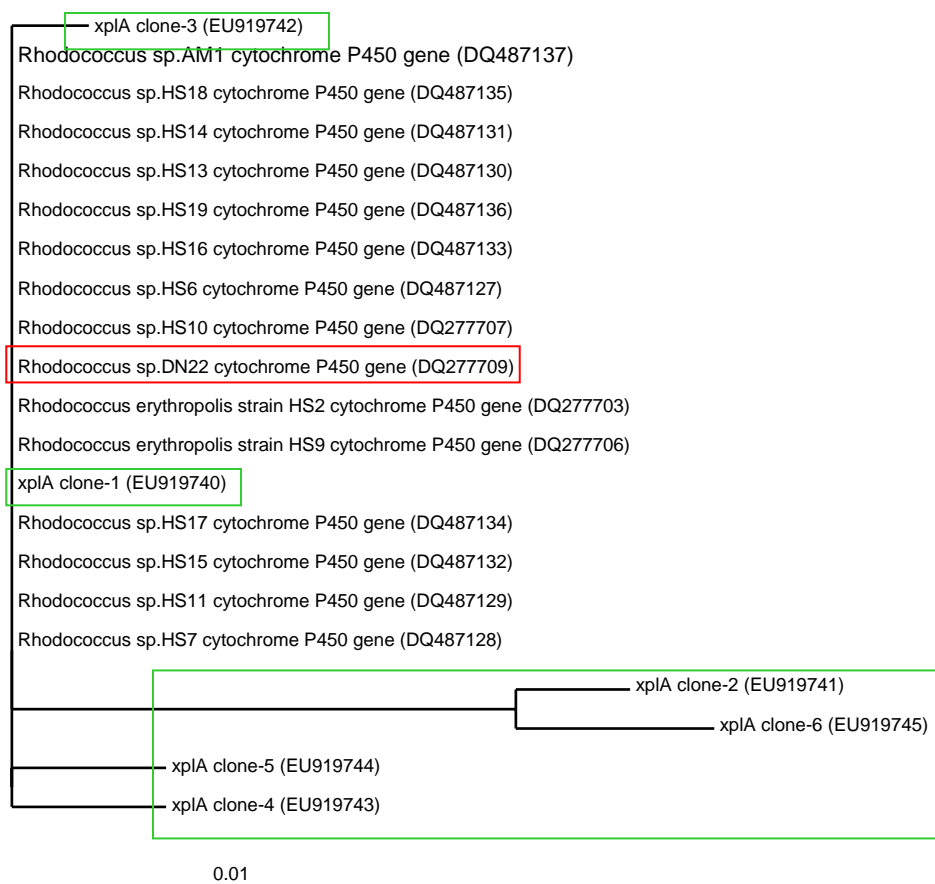 xplA clone-3 (EU919742)
Rhodococcus sp.AM1 cytochrome P450 gene (DQ487137)
Rhodococcus sp.HS18 cytochrome P450 gene (DQ487135)
Rhodococcus sp.HS14 cytochrome P450 gene (DQ487131)
Rhodococcus sp.HS13 cytochrome P450 gene (DQ487130)
Rhodococcus sp.HS19 cytochrome P450 gene (DQ487136)
Rhodococcus sp.HS16 cytochrome P450 gene (DQ487133)
Rhodococcus sp.HS6 cytochrome P450 gene (DQ487127)
Rhodococcus sp.HS10 cytochrome P450 gene (DQ277707)
Rhodococcus sp.DN22 cytochrome P450 gene (DQ277709)
Rhodococcus erythropolis strain HS2 cytochrome P450 gene (DQ277703)
Rhodococcus erythropolis strain HS9 cytochrome P450 gene (DQ277706)
xplA clone-1 (EU919740)
Rhodococcus sp.HS17 cytochrome P450 gene (DQ487134)
Rhodococcus sp.HS15 cytochrome P450 gene (DQ487132)
Rhodococcus sp.HS11 cytochrome P450 gene (DQ487129)
Rhodococcus sp.HS7 cytochrome P450 gene (DQ487128)
xplA clone-2 (EU919741)
xplA clone-6 (EU919745)
xplA clone-5 (EU919744)
xplA clone-4 (EU919743)
0.01